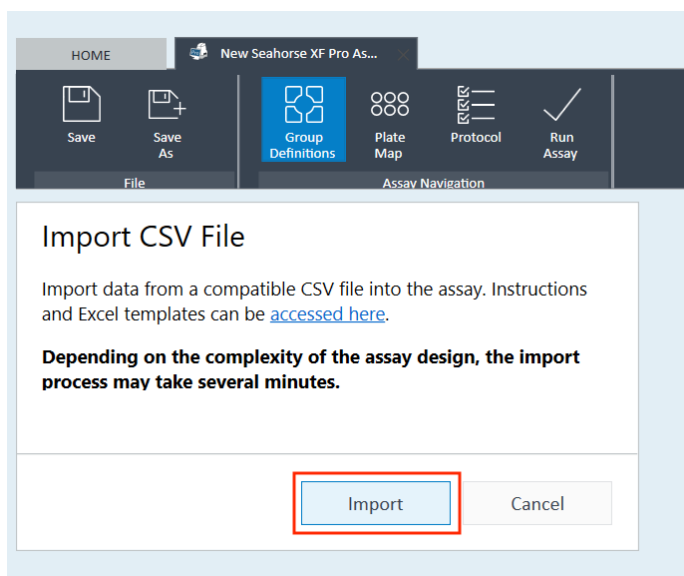 HOME
New Seahorse XF Pro As...
Save
Save As
Group Definitions
Plate Map
Protocol
Run Assay
File
Assay Navigation
Import CSV File
Import data from a compatible CSV file into the assay. Instructions
and Excel templates can be accessed here.
Depending on the complexity of the assay design, the import
process may take several minutes.
Import
Cancel